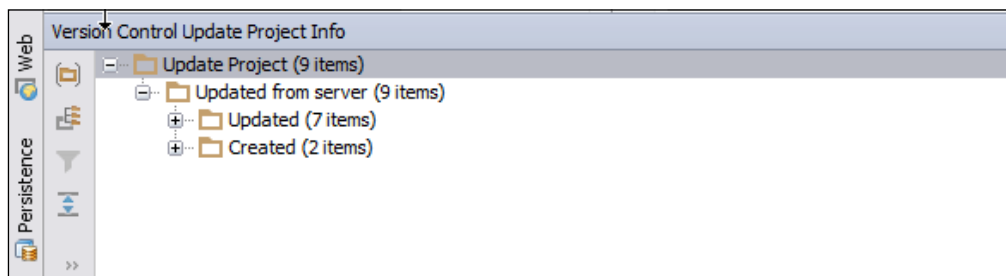 Version Control Update Project Info
Web
Persistence
Update Project (9 items)
Updated from server (9 items)
Updated (7 items)
Created (2 items)